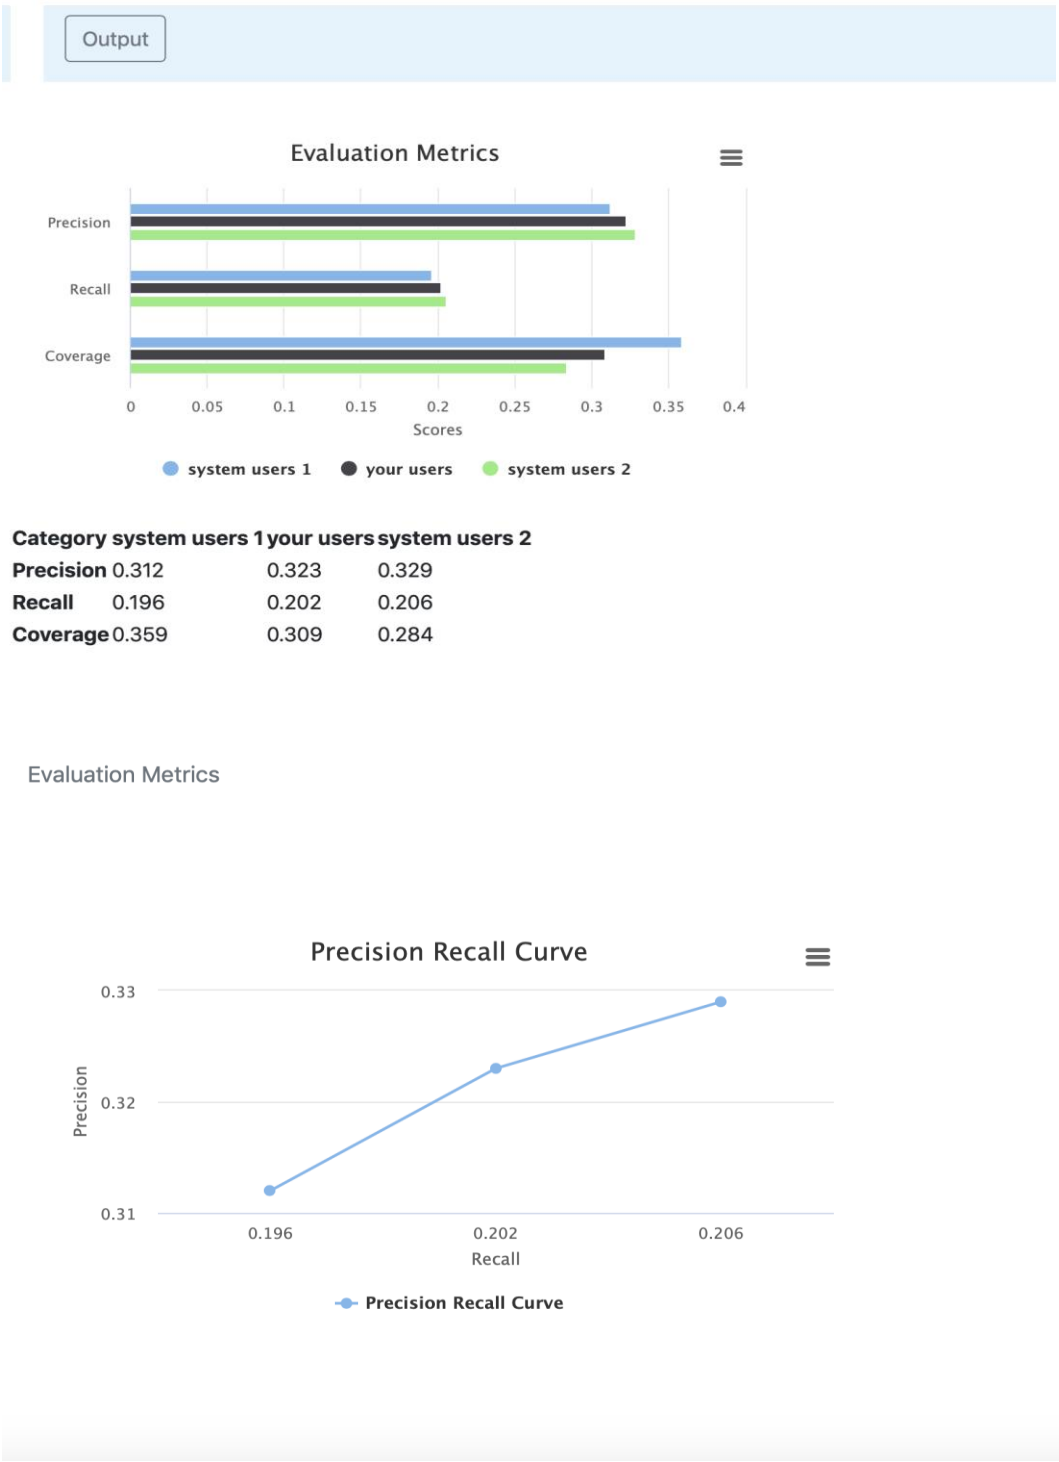 Output
Evaluation Metrics
Precision
Recall
Coverage
0 0.05 0.1 0.15 0.2 0.25 0.3 0.35 0.4
Scores
system users 1 your users system users 2
Category system users 1 your users system users 2
Precision 0.312 0.323 0.329
Recall 0.196 0.202 0.206
Coverage 0.359 0.309 0.284
Evaluation Metrics
Precision Recall Curve
0.33
Precision
0.32
0.31
0.196 0.202 0.206
Recall
Precision Recall Curve